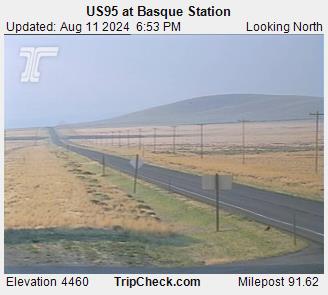 US95 at Basque Station
Updated: Aug 11 2024 6:53 PM Looking North
Elevation 4460 TripCheck.com Milepost 91.62